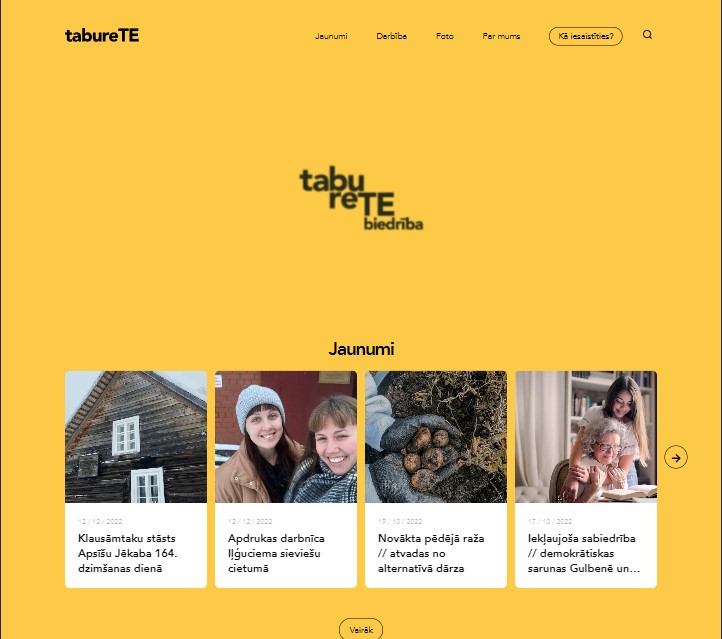 tabureTE
Jaunumi
Darbība
Foto
Par mums
Kā iesaistīties?
tabu
reTE
biedrība
Jaunumi
12 / 12 / 2022
Klausāmtaku stāsts
Apsīšu Jēkaba 164.
dzimšanas dienā
12 / 12 / 2022
Apdrukas darbnīca
Iļģuciema sieviešu
cietumā
19 / 10 / 2022
Novākta pēdējā raža
// atvadas no
alternatīvā dārza
17 / 10 / 2022
Iekļaujoša sabiedrība
// demokrātiskas
sarunas Gulbenē un...
Vairāk